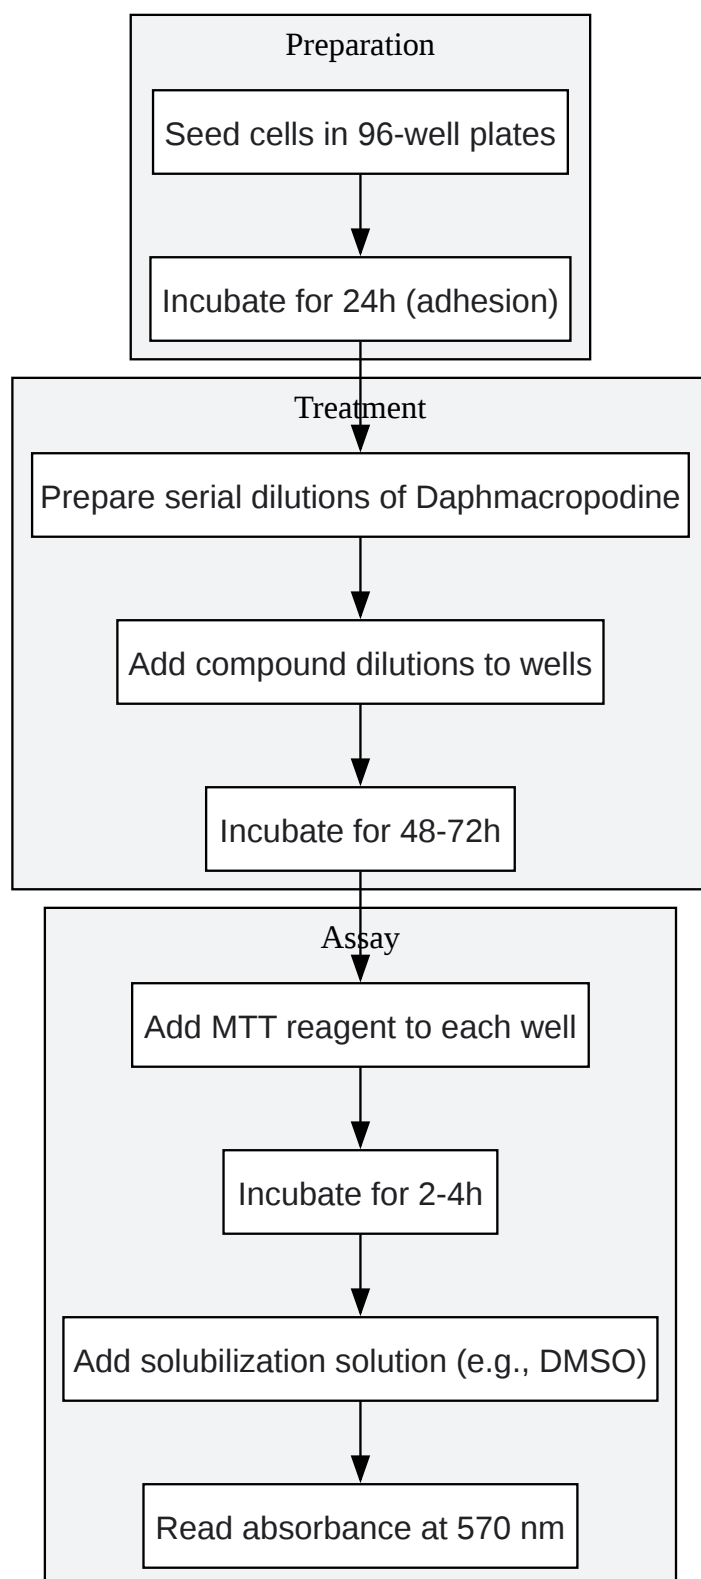 Preparation
Seed cells in 96-well plates
Incubate for 24h (adhesion)
Treatment
Prepare serial dilutions of Daphmacropodine
Add compound dilutions to wells
Incubate for 48-72h
Assay
Add MTT reagent to each well
Incubate for 2-4h
Add solubilization solution (e.g., DMSO)
Read absorbance at 570 nm